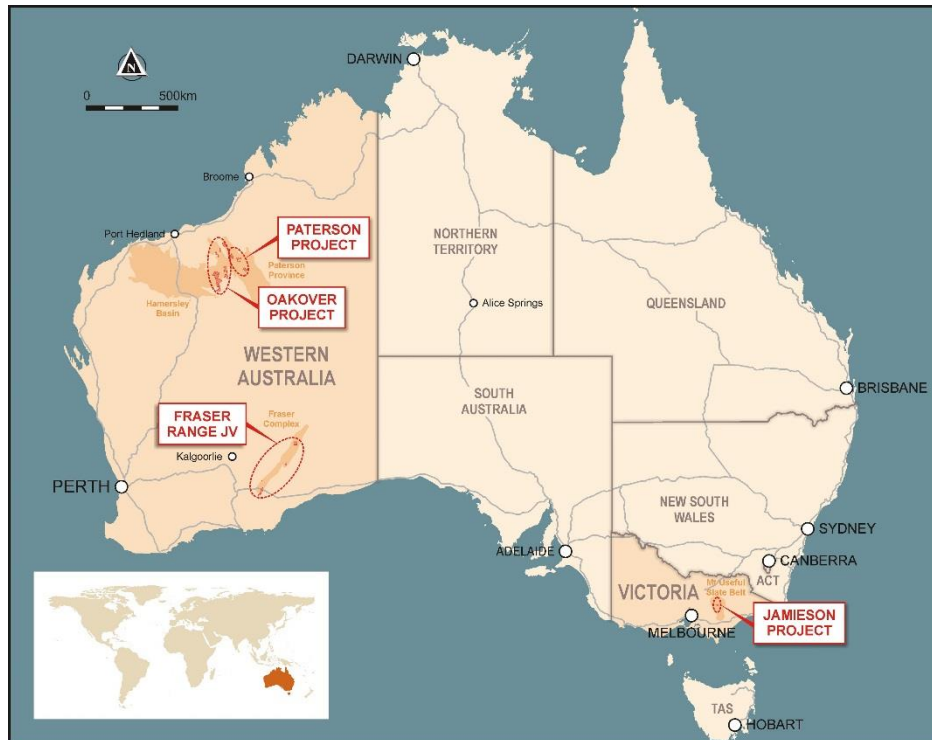 DARWIN
N
0
500km
Broome
Port Hedland
PATERSON
PROJECT
Paterson
Province
OAKOVER
PROJECT
Hamersley
Basin
NORTHERN
TERRITORY
Alice Springs
QUEENSLAND
WESTERN
AUSTRALIA
SOUTH
AUSTRALIA
BRISBANE
FRASER
RANGE JV
Fraser
Complex
Kalgoorlie
PERTH
NEW SOUTH
WALES
SYDNEY
ADELAIDE
CANBERRA
ACT
VICTORIA
Mt Useful
Slate Belt
MELBOURNE
JAMIESON
PROJECT
TAS
HOBART